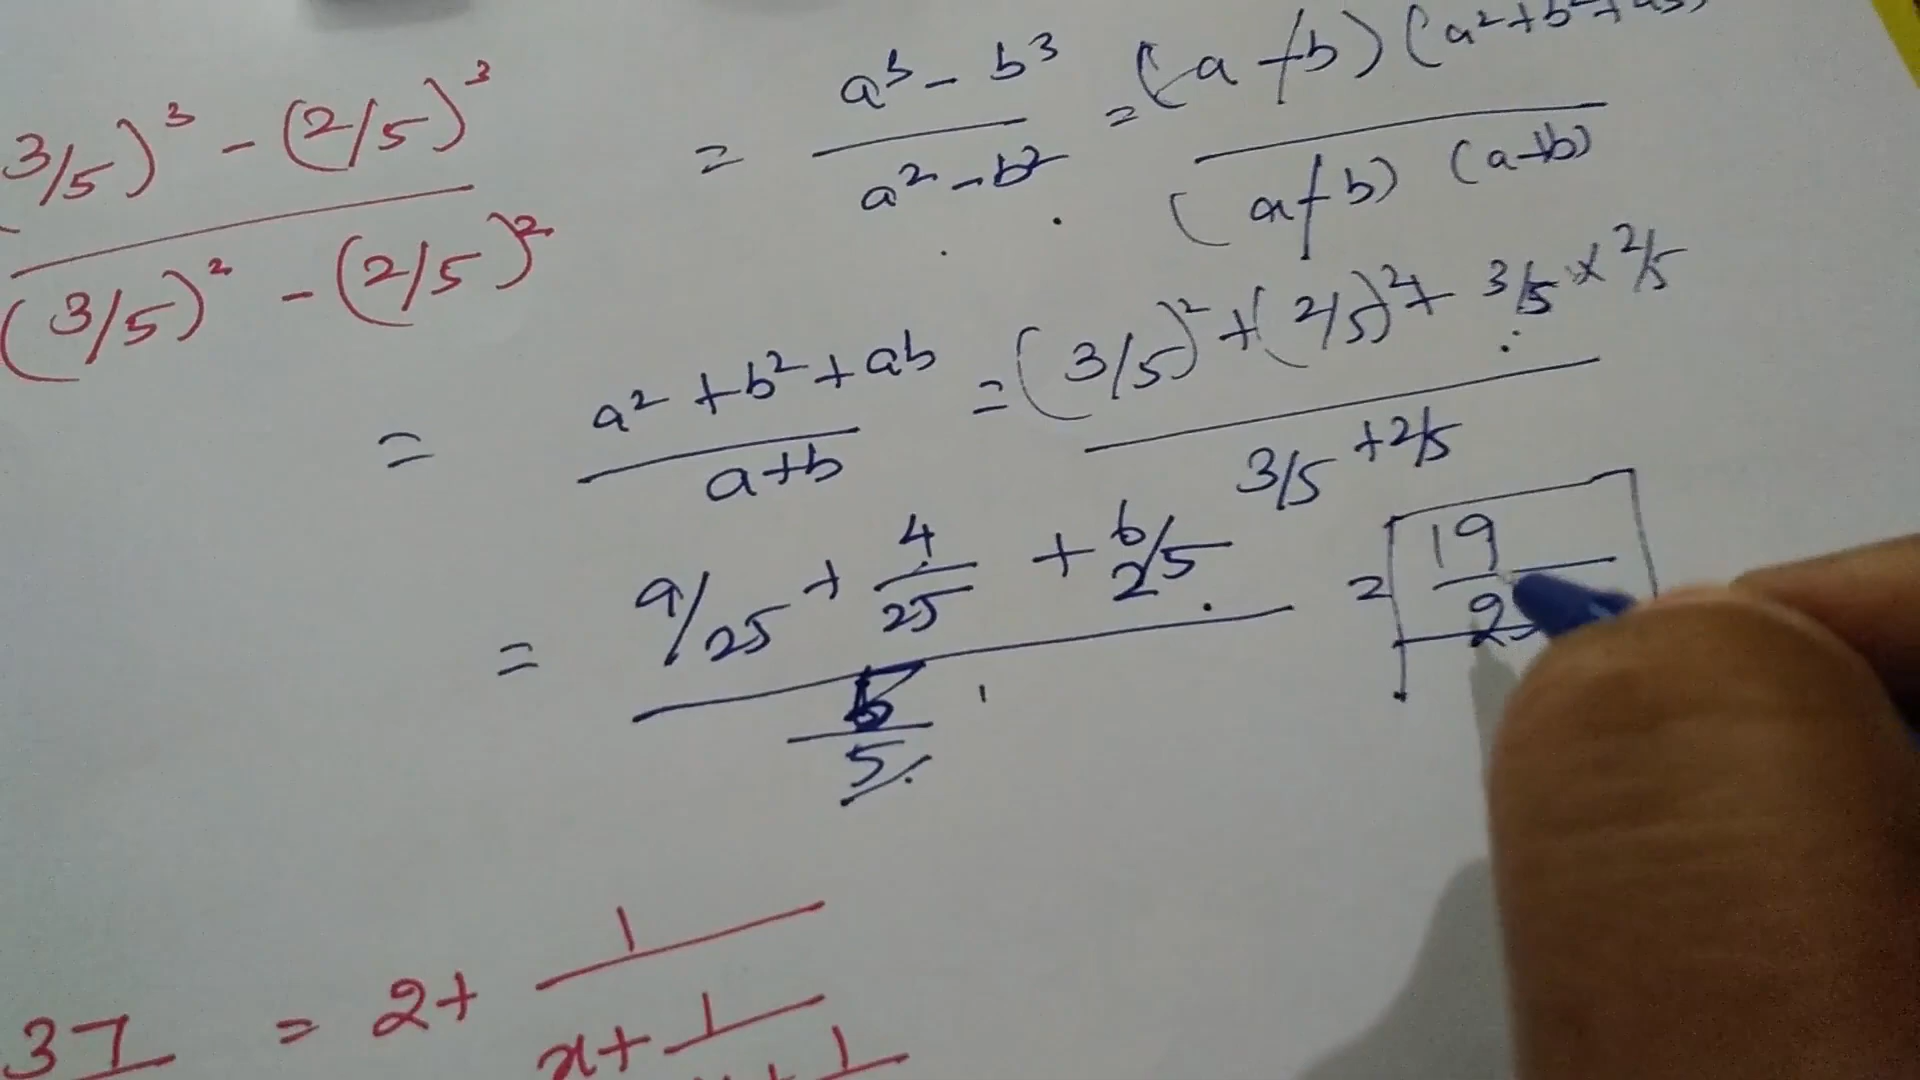 3/5)³ - (2/5)³
(3/5)² - (2/5)²
= a³ - b³
a² - b²
= (a - b) (a² + b² + ab)
(a - b) (a+b)
= a² + b² + ab
a+b
= (3/5)² + (2/5)² + 3/5 × 2/5
3/5 + 2/5
= 9/25 + 4/25 + 6/25
5/5
= 19
25
37 = 2 + 1
x + 1
+ 1